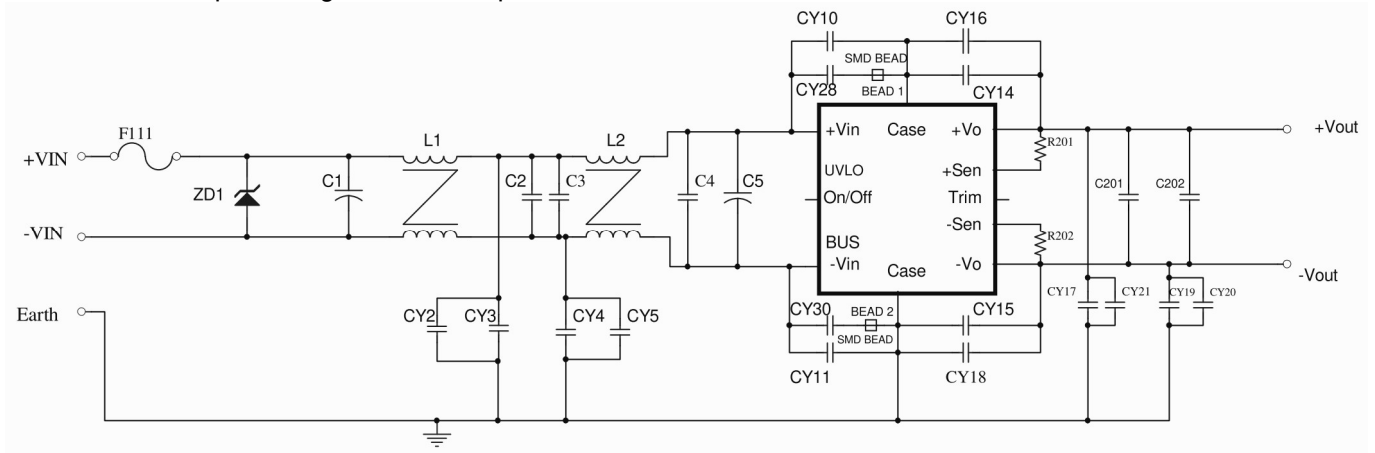 CY10
CY16
SMD BEAD
CY28
BEAD 1
CY14
F111
L1
L2
+Vin
Case
+Vo
+Vout
R201
+VIN
ZD1
C1
C2
C3
C4
C5
UVLO
+Sen
C201
C202
On/Off
Trim
-Sen
R202
-VIN
BUS
-Vin
Case
-Vo
-Vout
CY17
CY21
CY19
CY20
Earth
CY2
CY3
CY4
CY5
CY30
BEAD 2
CY15
SMD BEAD
CY11
CY18